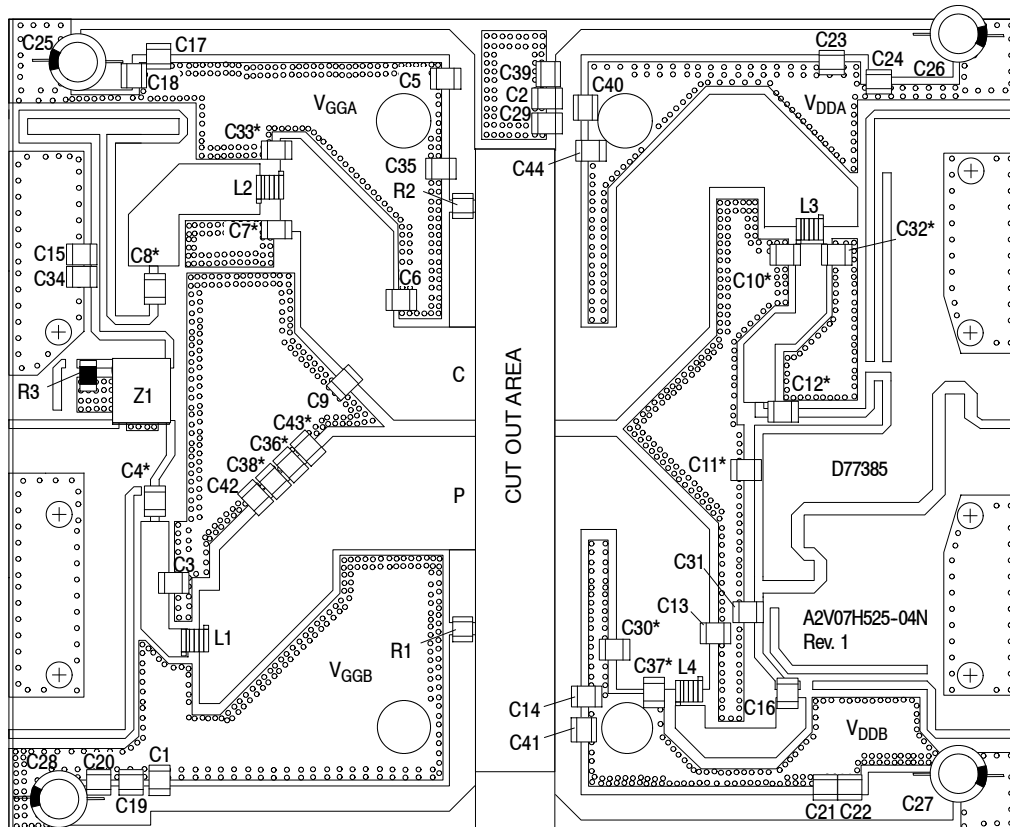 C25
C17
C18
C5
C39
C2
C29
C40
C23
C24
C26
VGGA
VDDA
C33*
C35
C44
R2
L2
L3
C7*
C32*
C15
C8*
C34
C10*
C6
R3
Z1
C
C9
C12*
CUT OUT AREA
C43*
C36*
C38*
C42
C4*
C11*
D77385
P
C3
C31
C13
A2V07H525-04N
Rev. 1
L1
R1
C30*
C37*
L4
VGGB
C14
C16
C41
VDDB
C28
C20
C1
C19
C21
C22
C27